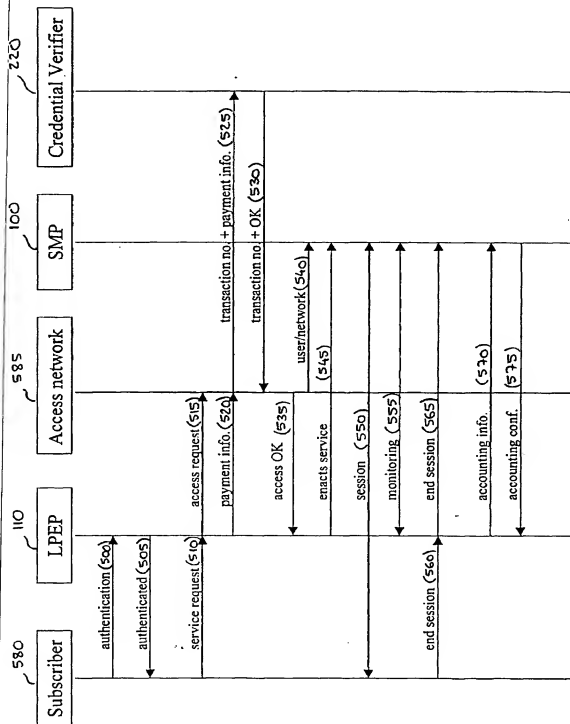 580
110
585
100
220
Subscriber
LPEP
Access network
SMP
Credential Verifier
authentication (500)
authenticated (505)
service request (510)
access request (515)
payment info. (520)
transaction no. + payment info. (525)
transaction no. + OK (530)
access OK (535)
user/network (540)
enacts service
(545)
session (550)
monitoring (555)
end session (560)
end session (565)
accounting info.
(570)
accounting conf.
(575)